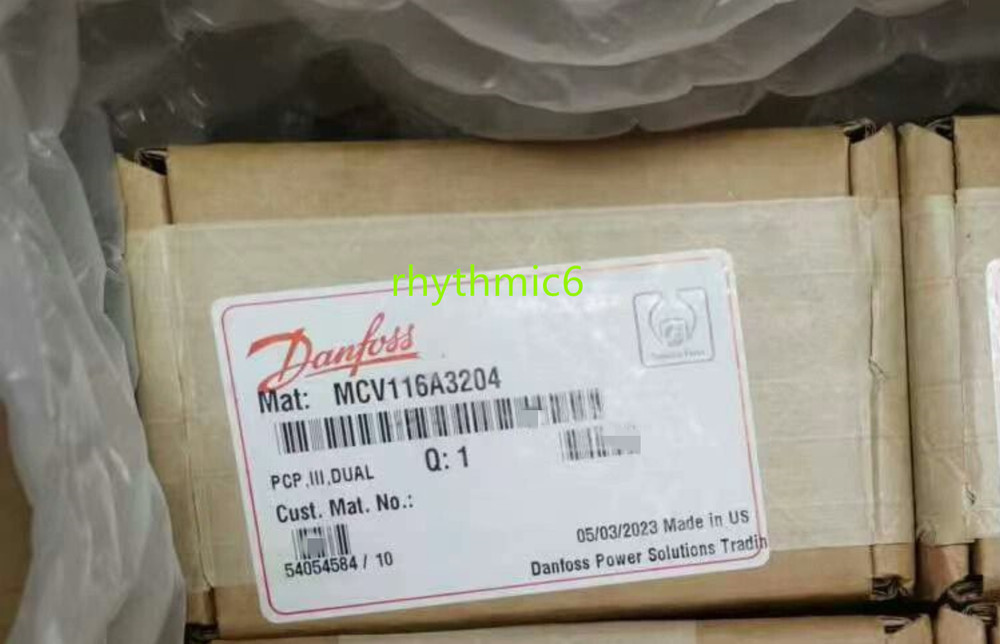 rhythmic6
Danfoss
Mat: MCV116A3204
Q: 1
PCP,III,DUAL
Cust. Mat. No.:
54054584 / 10
05/03/2023 Made in US
Danfoss Power Solutions Tradin